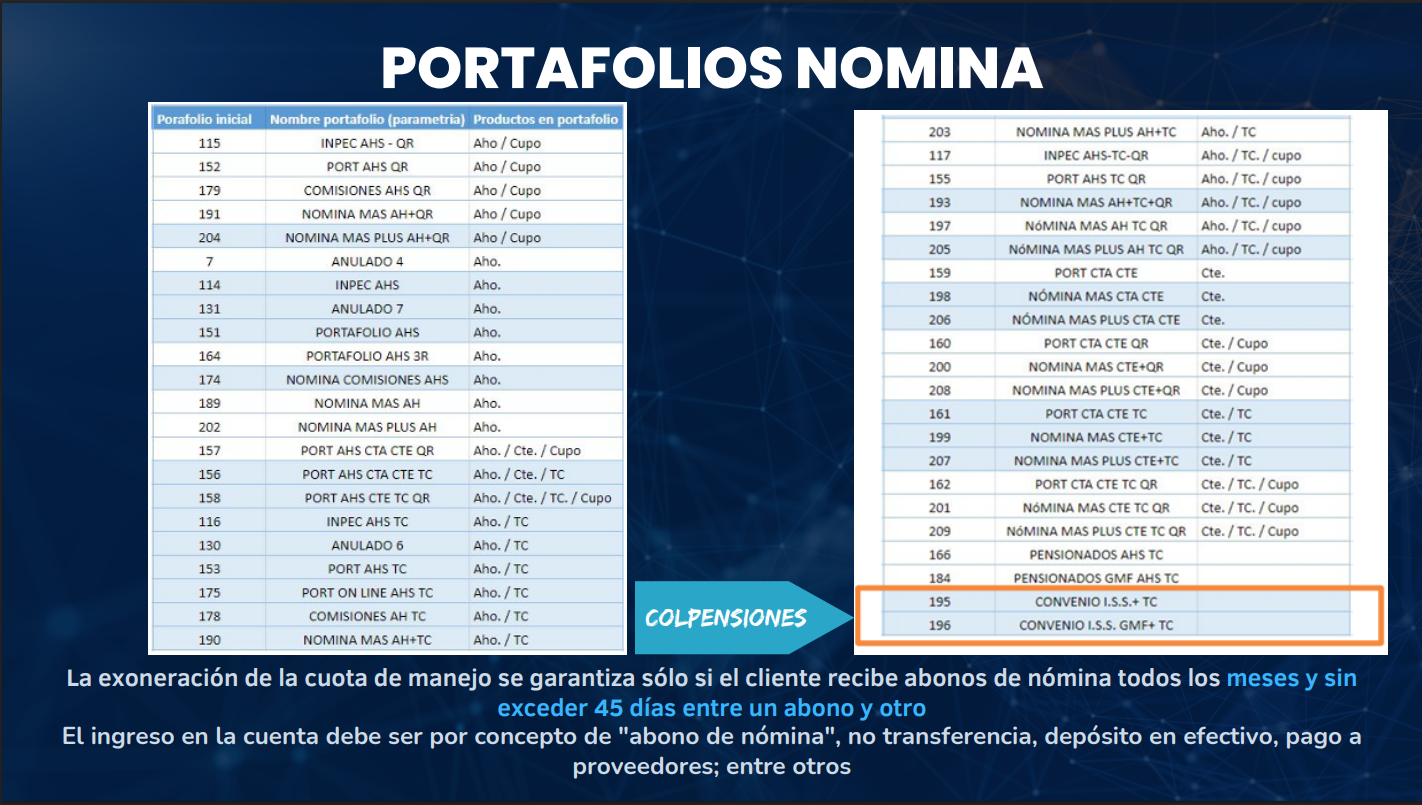 PORTAFOLIOS NOMINA
Porafolio inicial Nombre portafolio (parametria) Productos en portafolio
115 INPEC AHS - QR Aho / Cupo
152 PORT AHS QR Aho / Cupo
179 COMISIONES AHS QR Aho / Cupo
191 NOMINA MAS AH+QR Aho / Cupo
204 NOMINA MAS PLUS AH+QR Aho / Cupo
7 ANULADO 4 Aho.
114 INPEC AHS Aho.
131 ANULADO 7 Aho.
151 PORTAFOLIO AHS Aho.
164 PORTAFOLIO AHS 3R Aho.
174 NOMINA COMISIONES AHS Aho.
189 NOMINA MAS AH Aho.
202 NOMINA MAS PLUS AH Aho.
157 PORT AHS CTA CTE QR Aho. / Cte. / Cupo
156 PORT AHS CTA CTE TC Aho. / Cte. / TC
158 PORT AHS CTE TC QR Aho. / Cte. / TC. / Cupo
116 INPEC AHS TC Aho. / TC
130 ANULADO 6 Aho. / TC
153 PORT AHS TC Aho. / TC
175 PORT ON LINE AHS TC Aho. / TC
178 COMISIONES AH TC Aho. / TC
190 NOMINA MAS AH+TC Aho. / TC
COLPENSIONES
203 NOMINA MAS PLUS AH+TC Aho. / TC
117 INPEC AHS-TC-QR Aho. / TC. / cupo
155 PORT AHS TC QR Aho. / TC. / cupo
193 NOMINA MAS AH+TC+QR Aho. / TC. / cupo
197 NóMINA MAS AH TC QR Aho. / TC. / cupo
205 NóMINA MAS PLUS AH TC QR Aho. / TC. / cupo
159 PORT CTA CTE Cte.
198 NÓMINA MAS CTA CTE Cte.
206 NÓMINA MAS PLUS CTA CTE Cte.
160 PORT CTA CTE QR Cte. / Cupo
200 NOMINA MAS CTE+QR Cte. / Cupo
208 NOMINA MAS PLUS CTE+QR Cte. / Cupo
161 PORT CTA CTE TC Cte. / TC
199 NOMINA MAS CTE+TC Cte. / TC
207 NOMINA MAS PLUS CTE+TC Cte. / TC
162 PORT CTA CTE TC QR Cte. / TC. / Cupo
201 NóMINA MAS CTE TC QR Cte. / TC. / Cupo
209 NóMINA MAS PLUS CTE TC QR Cte. / TC. / Cupo
166 PENSIONADOS AHS TC
184 PENSIONADOS GMF AHS TC
195 CONVENIO I.S.S.+ TC
196 CONVENIO I.S.S. GMF+ TC
La exoneración de la cuota de manejo se garantiza sólo si el cliente recibe abonos de nómina todos los meses y sin
exceder 45 días entre un abono y otro
El ingreso en la cuenta debe ser por concepto de "abono de nómina", no transferencia, depósito en efectivo, pago a
proveedores; entre otros